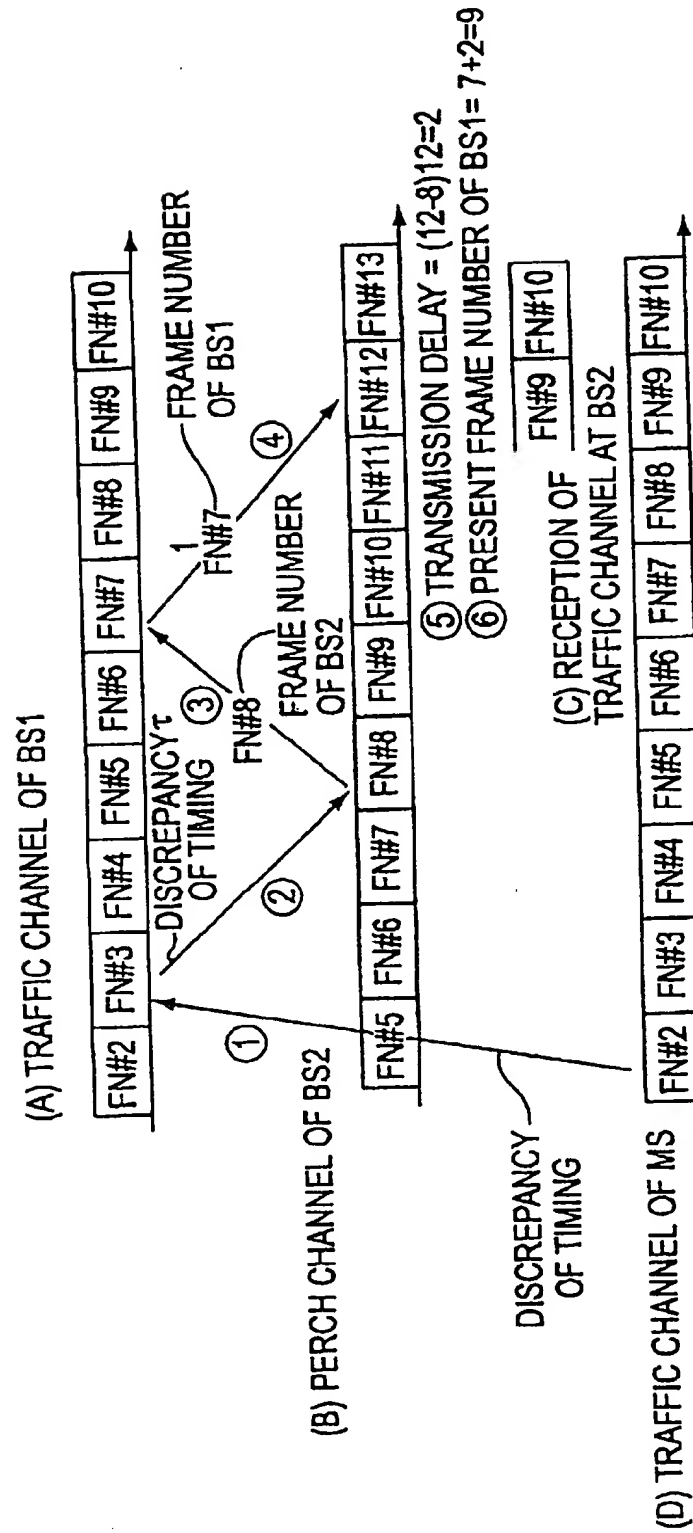 (A) TRAFFIC CHANNEL OF BS1
FN#2 FN#3 FN#4 FN#5 FN#6 FN#7 FN#8 FN#9 FN#10
DISCREPANCY τ
OF TIMING
①
②
③
FN#8
FRAME NUMBER
OF BS2
1
FN#7
FRAME NUMBER
OF BS1
④
(B) PERCH CHANNEL OF BS2
FN#5 FN#6 FN#7 FN#8 FN#9 FN#10 FN#11 FN#12 FN#13
⑤ TRANSMISSION DELAY = (12-8)12=2
⑥ PRESENT FRAME NUMBER OF BS1= 7+2=9
DISCREPANCY
OF TIMING
(C) RECEPTION OF
TRAFFIC CHANNEL AT BS2
FN#9 FN#10
(D) TRAFFIC CHANNEL OF MS
FN#2 FN#3 FN#4 FN#5 FN#6 FN#7 FN#8 FN#9 FN#10